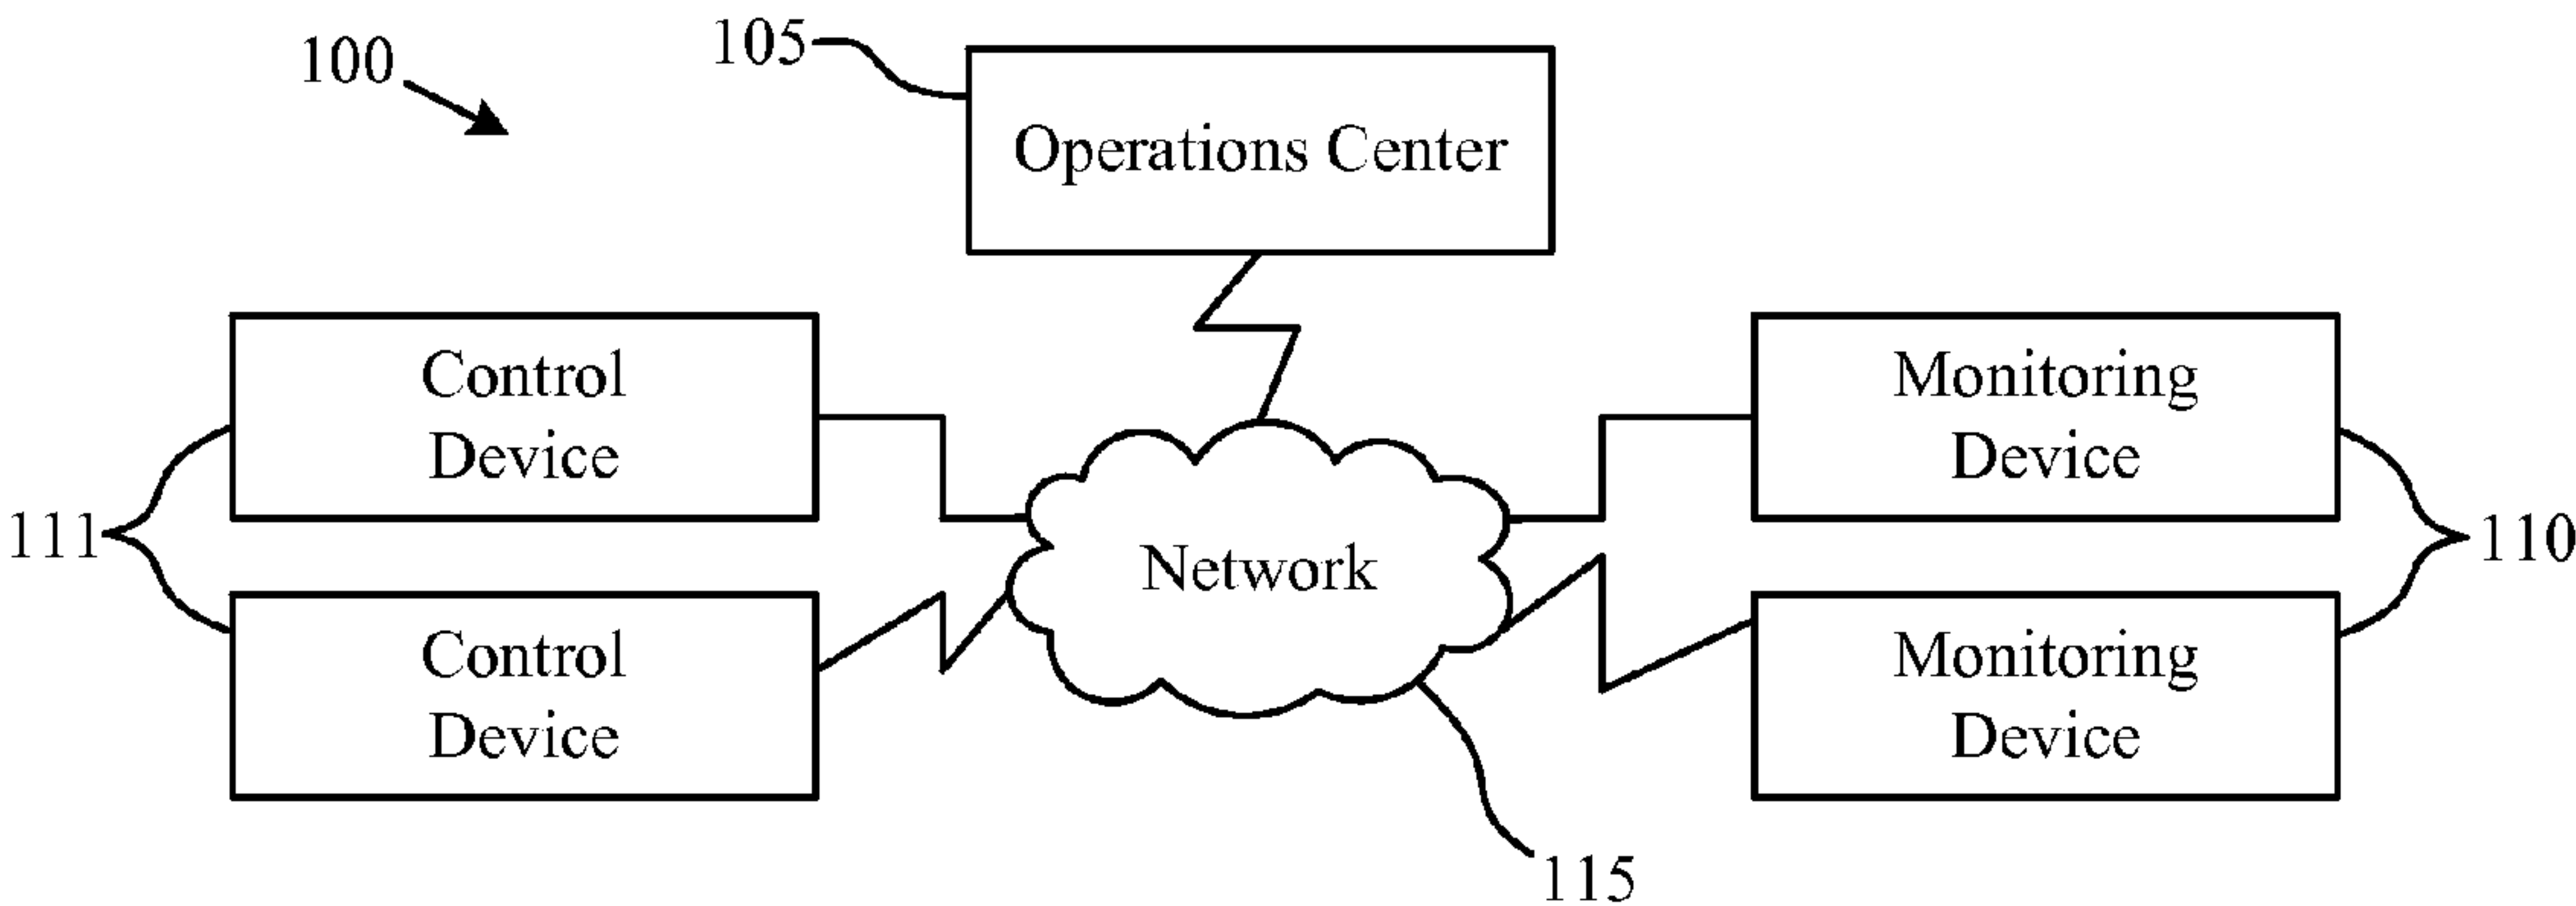 100
105
Operations Center
Control
Device
Monitoring
Device
111
Network
110
Control
Device
Monitoring
Device
115